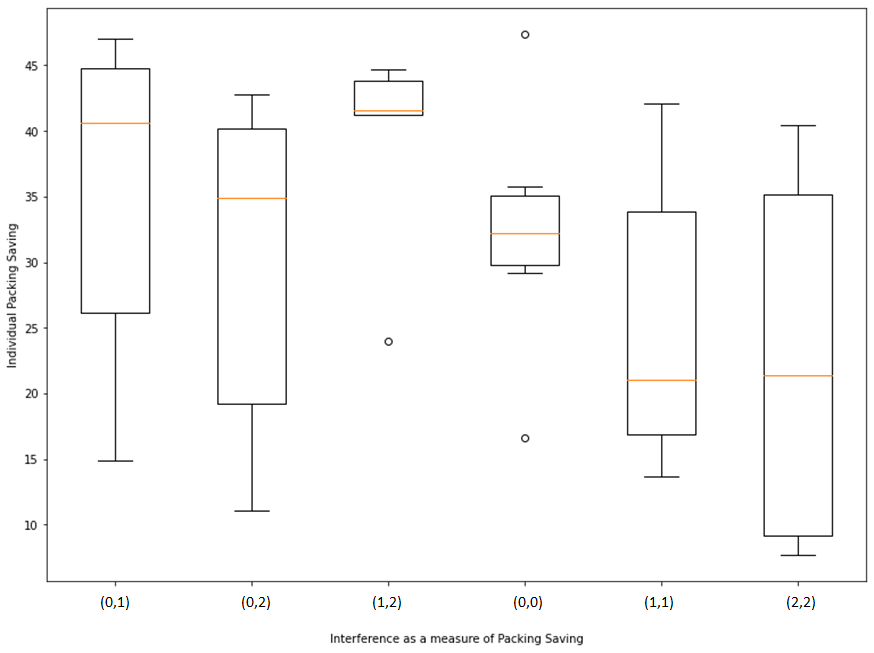 45
40
35
30
25
20
15
10
Individual Packing Saving
(0,1) (0,2) (1,2) (0,0) (1,1) (2,2)
Interference as a measure of Packing Saving